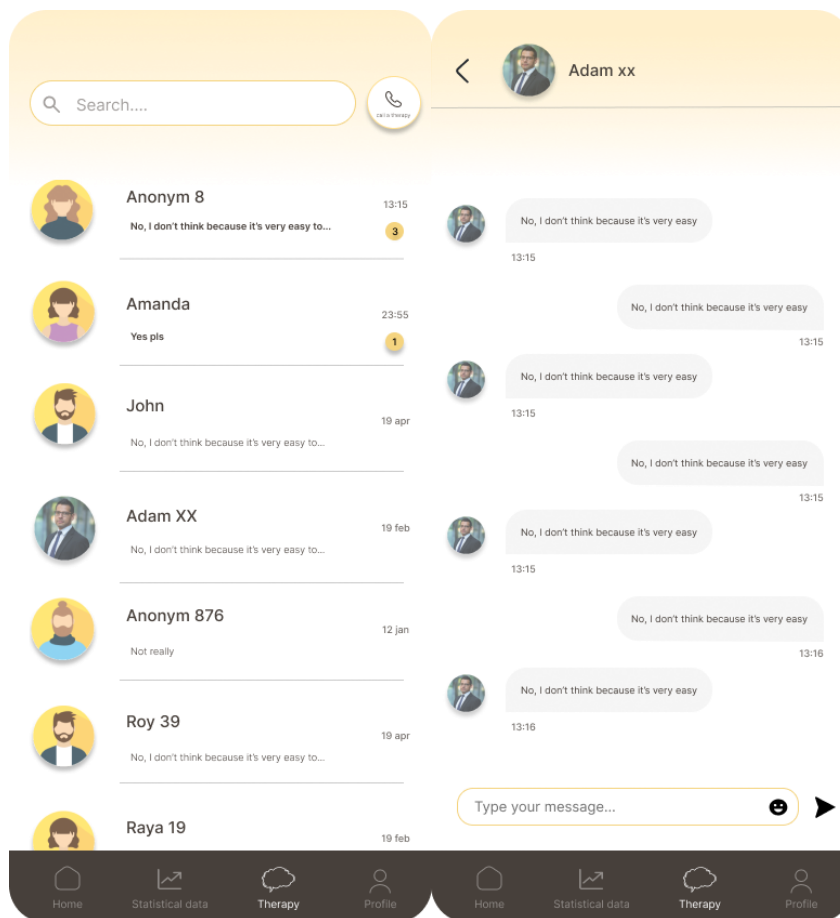 Search....
call a therapy
Anonym 8
13:15
No, I don't think because it's very easy to...
3
Amanda
23:55
Yes pls
1
John
19 apr
No, I don't think because it's very easy to...
Adam XX
19 feb
No, I don't think because it's very easy to...
Anonym 876
12 jan
Not really
Roy 39
19 apr
No, I don't think because it's very easy to...
Raya 19
19 feb
Home
Statistical data
Therapy
Profile
Adam xx
No, I don't think because it's very easy
13:15
No, I don't think because it's very easy
13:15
No, I don't think because it's very easy
13:15
No, I don't think because it's very easy
13:15
No, I don't think because it's very easy
13:15
No, I don't think because it's very easy
13:16
No, I don't think because it's very easy
13:16
Type your message...
Home
Statistical data
Therapy
Profile